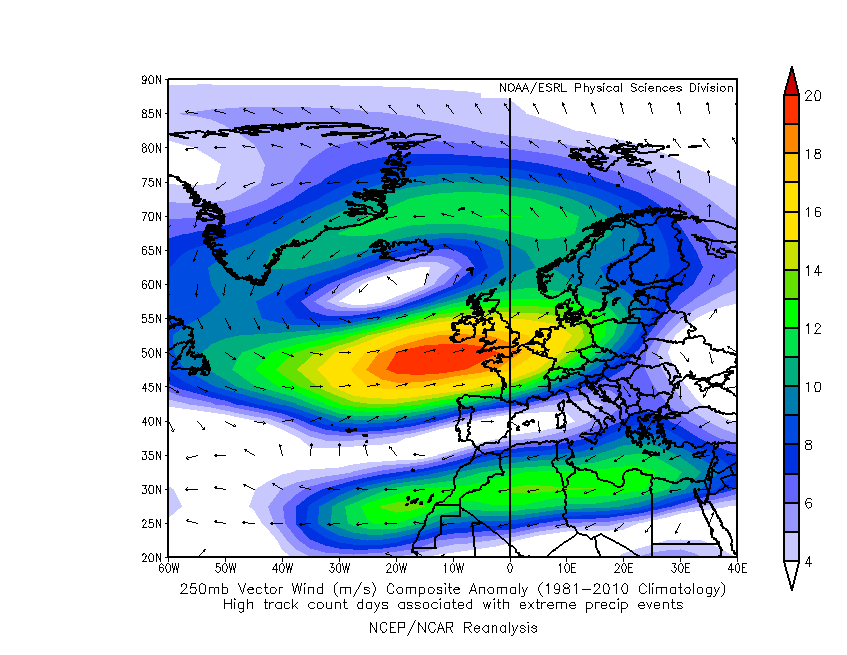 NOAA/ESRL Physical Sciences Division
90N
85N
80N
75N
70N
65N
60N
55N
50N
45N
40N
35N
30N
25N
20N
60W 50W 40W 30W 20W 10W 0 10E 20E 30E 40E
20
18
16
14
12
10
8
6
4
250mb Vector Wind (m/s) Composite Anomaly (1981-2010 Climatology)
High track count days associated with extreme precip events
NCEP/NCAR Reanalysis